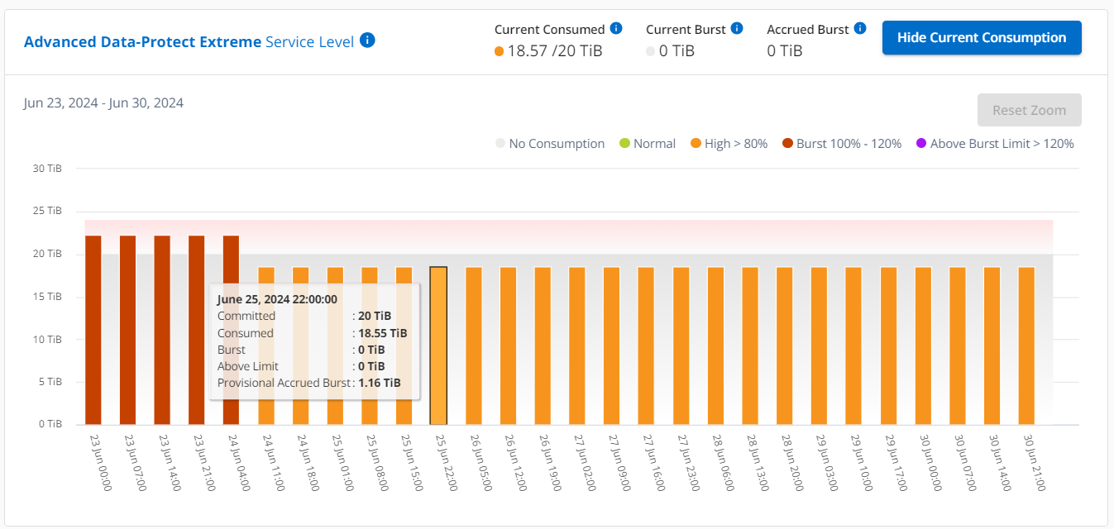 Advanced Data-Protect Extreme Service Level
Current Consumed
18.57 /20 TiB
Current Burst
0 TiB
Accrued Burst
0 TiB
Hide Current Consumption
Jun 23, 2024 - Jun 30, 2024
Reset Zoom
No Consumption
Normal
High > 80%
Burst 100% - 120%
Above Burst Limit > 120%
30 TiB
25 TiB
20 TiB
15 TiB
10 TiB
5 TiB
0 TiB
June 25, 2024 22:00:00
Committed : 20 TiB
Consumed : 18.55 TiB
Burst : 0 TiB
Above Limit : 0 TiB
Provisional Accrued Burst : 1.16 TiB
23 Jun 00:00
23 Jun 07:00
23 Jun 14:00
23 Jun 21:00
24 Jun 04:00
24 Jun 11:00
24 Jun 18:00
25 Jun 01:00
25 Jun 08:00
25 Jun 15:00
25 Jun 22:00
26 Jun 05:00
26 Jun 12:00
26 Jun 19:00
27 Jun 02:00
27 Jun 09:00
27 Jun 16:00
27 Jun 23:00
28 Jun 06:00
28 Jun 13:00
28 Jun 20:00
29 Jun 03:00
29 Jun 10:00
29 Jun 17:00
30 Jun 00:00
30 Jun 07:00
30 Jun 14:00
30 Jun 21:00